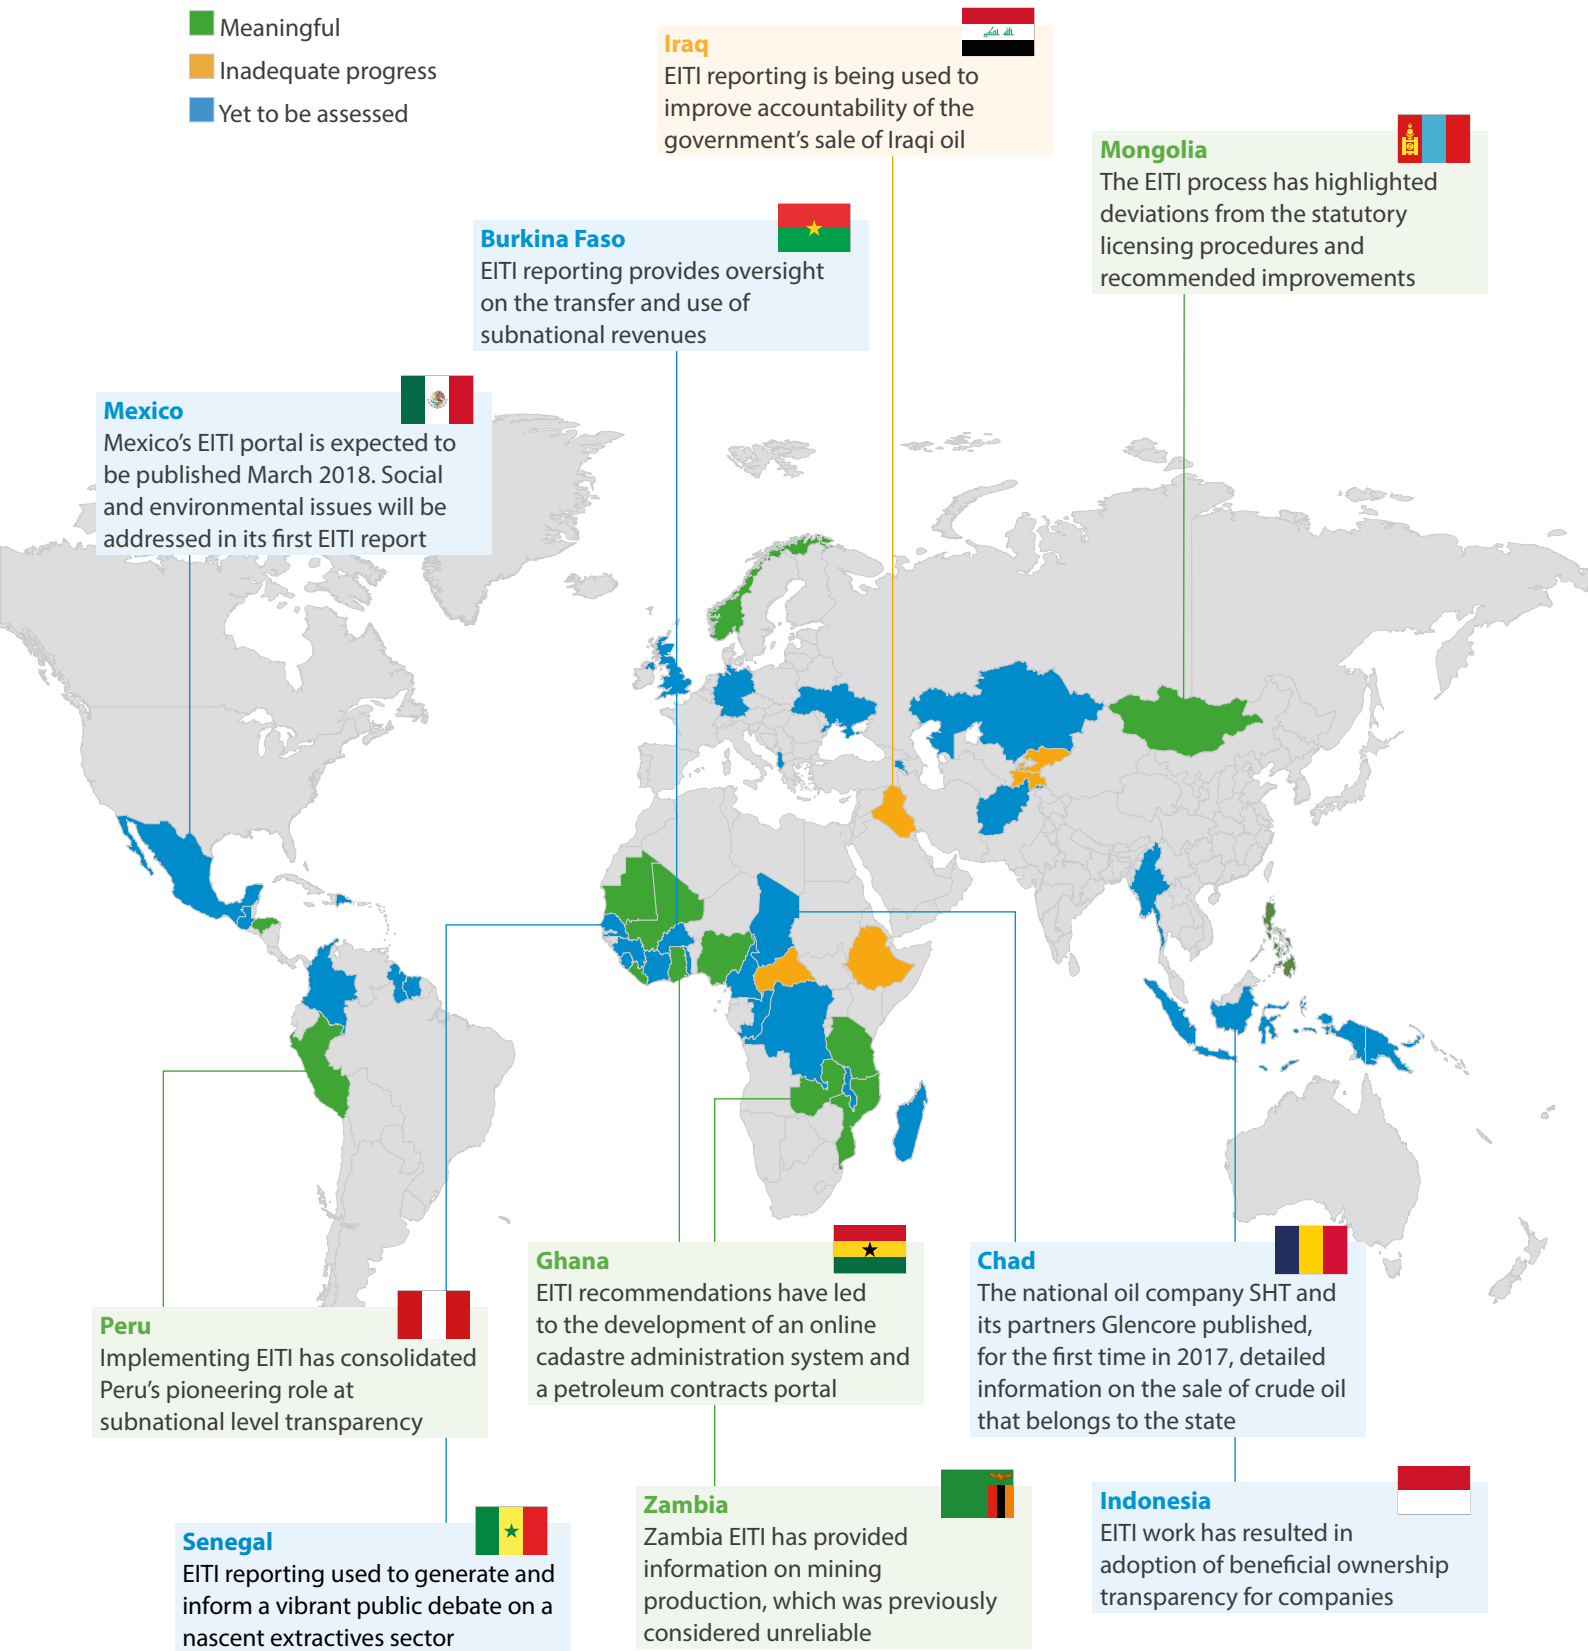 Meaningful
Inadequate progress
Yet to be assessed
Iraq
EITI reporting is being used to
improve accountability of the
government’s sale of Iraqi oil
Mongolia
The EITI process has highlighted
deviations from the statutory
licensing procedures and
recommended improvements
Burkina Faso
EITI reporting provides oversight
on the transfer and use of
subnational revenues
Mexico
Mexico’s EITI portal is expected to
be published March 2018. Social
and environmental issues will be
addressed in its first EITI report
Peru
Implementing EITI has consolidated
Peru’s pioneering role at
subnational level transparency
Ghana
EITI recommendations have led
to the development of an online
cadastre administration system and
a petroleum contracts portal
Chad
The national oil company SHT and
its partners Glencore published,
for the first time in 2017, detailed
information on the sale of crude oil
that belongs to the state
Senegal
EITI reporting used to generate and
inform a vibrant public debate on a
nascent extractives sector
Zambia
Zambia EITI has provided
information on mining
production, which was previously
considered unreliable
Indonesia
EITI work has resulted in
adoption of beneficial ownership
transparency for companies